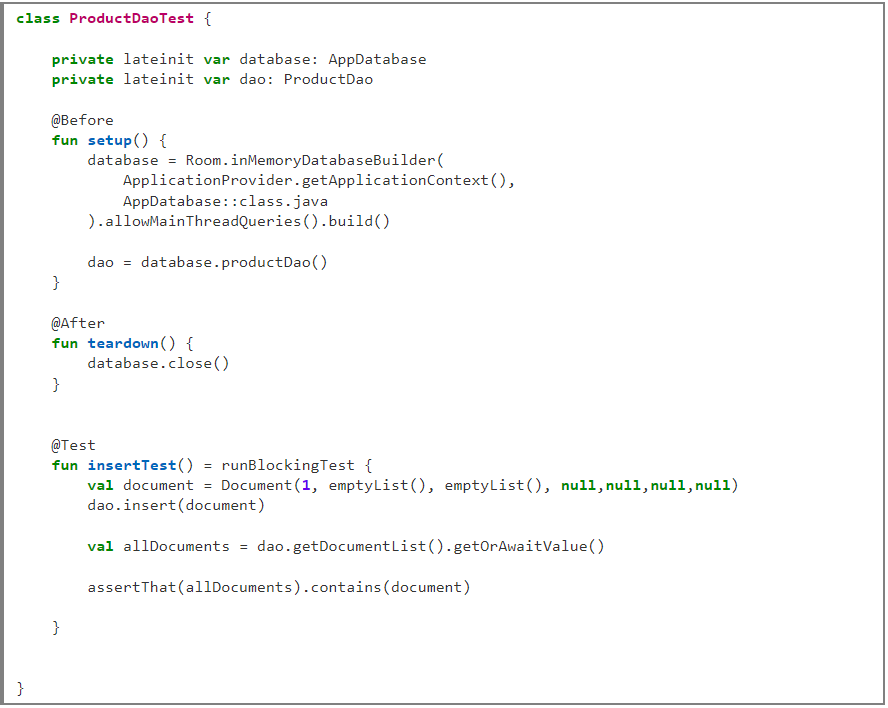 class ProductDaoTest {
private lateinit var database: AppDatabase
private lateinit var dao: ProductDao
@Before
fun setup() {
database = Room.inMemoryDatabaseBuilder(
ApplicationProvider.getApplicationContext(),
AppDatabase::class.java
).allowMainThreadQueries().build()
dao = database.productDao()
}
@After
fun teardown() {
database.close()
}
@Test
fun insertTest() = runBlockingTest {
val document = Document(1, emptyList(), emptyList(), null,null,null,null)
dao.insert(document)
val allDocuments = dao.getDocumentList().getOrAwaitValue()
assertThat(allDocuments).contains(document)
}
}